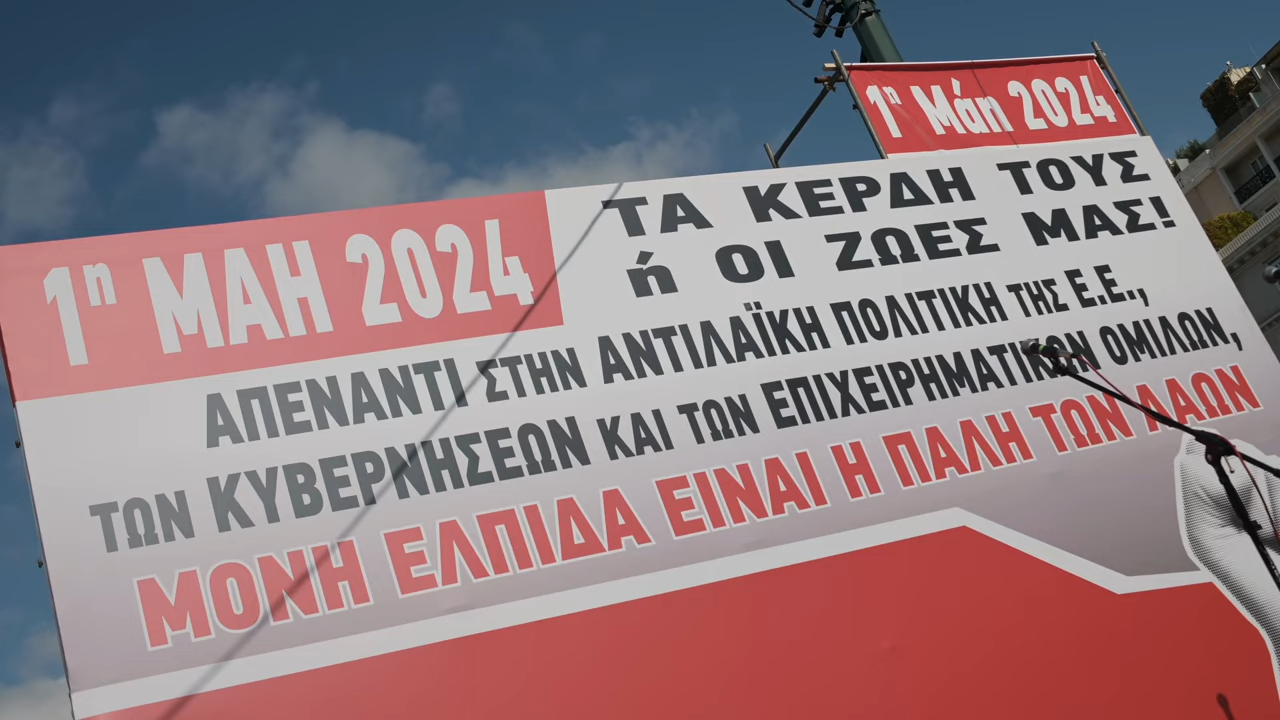 1η Μάη 2024
1η ΜΑΗ 2024
ΤΑ ΚΕΡΔΗ ΤΟΥΣ
ή ΟΙ ΖΩΕΣ ΜΑΣ!
ΑΠΕΝΑΝΤΙ ΣΤΗΝ ΑΝΤΙΛΑΪΚΗ ΠΟΛΙΤΙΚΗ ΤΗΣ Ε.Ε.,
ΤΩΝ ΚΥΒΕΡΝΗΣΕΩΝ ΚΑΙ ΤΩΝ ΕΠΙΧΕΙΡΗΜΑΤΙΚΩΝ ΟΜΙΛΩΝ,
ΜΟΝΗ ΕΛΠΙΔΑ ΕΙΝΑΙ Η ΠΑΛΗ ΤΩΝ ΛΑΩΝ